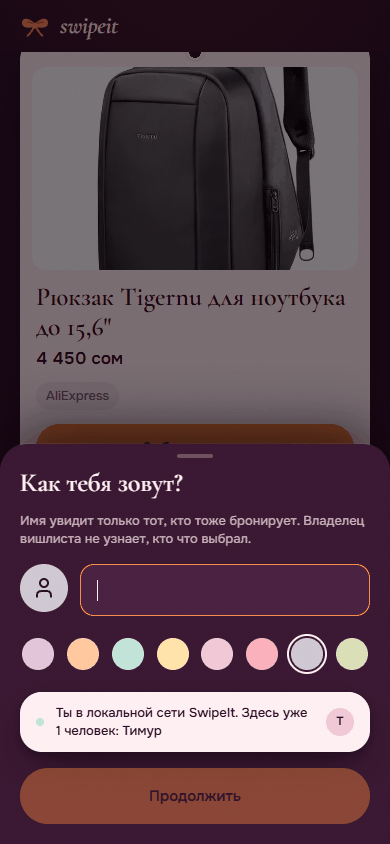 swipeit
Tigernu
Рюкзак Tigernu для ноутбука
до 15,6"
4 450 сом
AliExpress
Как тебя зовут?
Имя увидит только тот, кто тоже бронирует. Владелец
вишлиста не узнает, кто что выбрал.
Ты в локальной сети SwipeIt. Здесь уже
1 человек: Тимур
Т
Продолжить